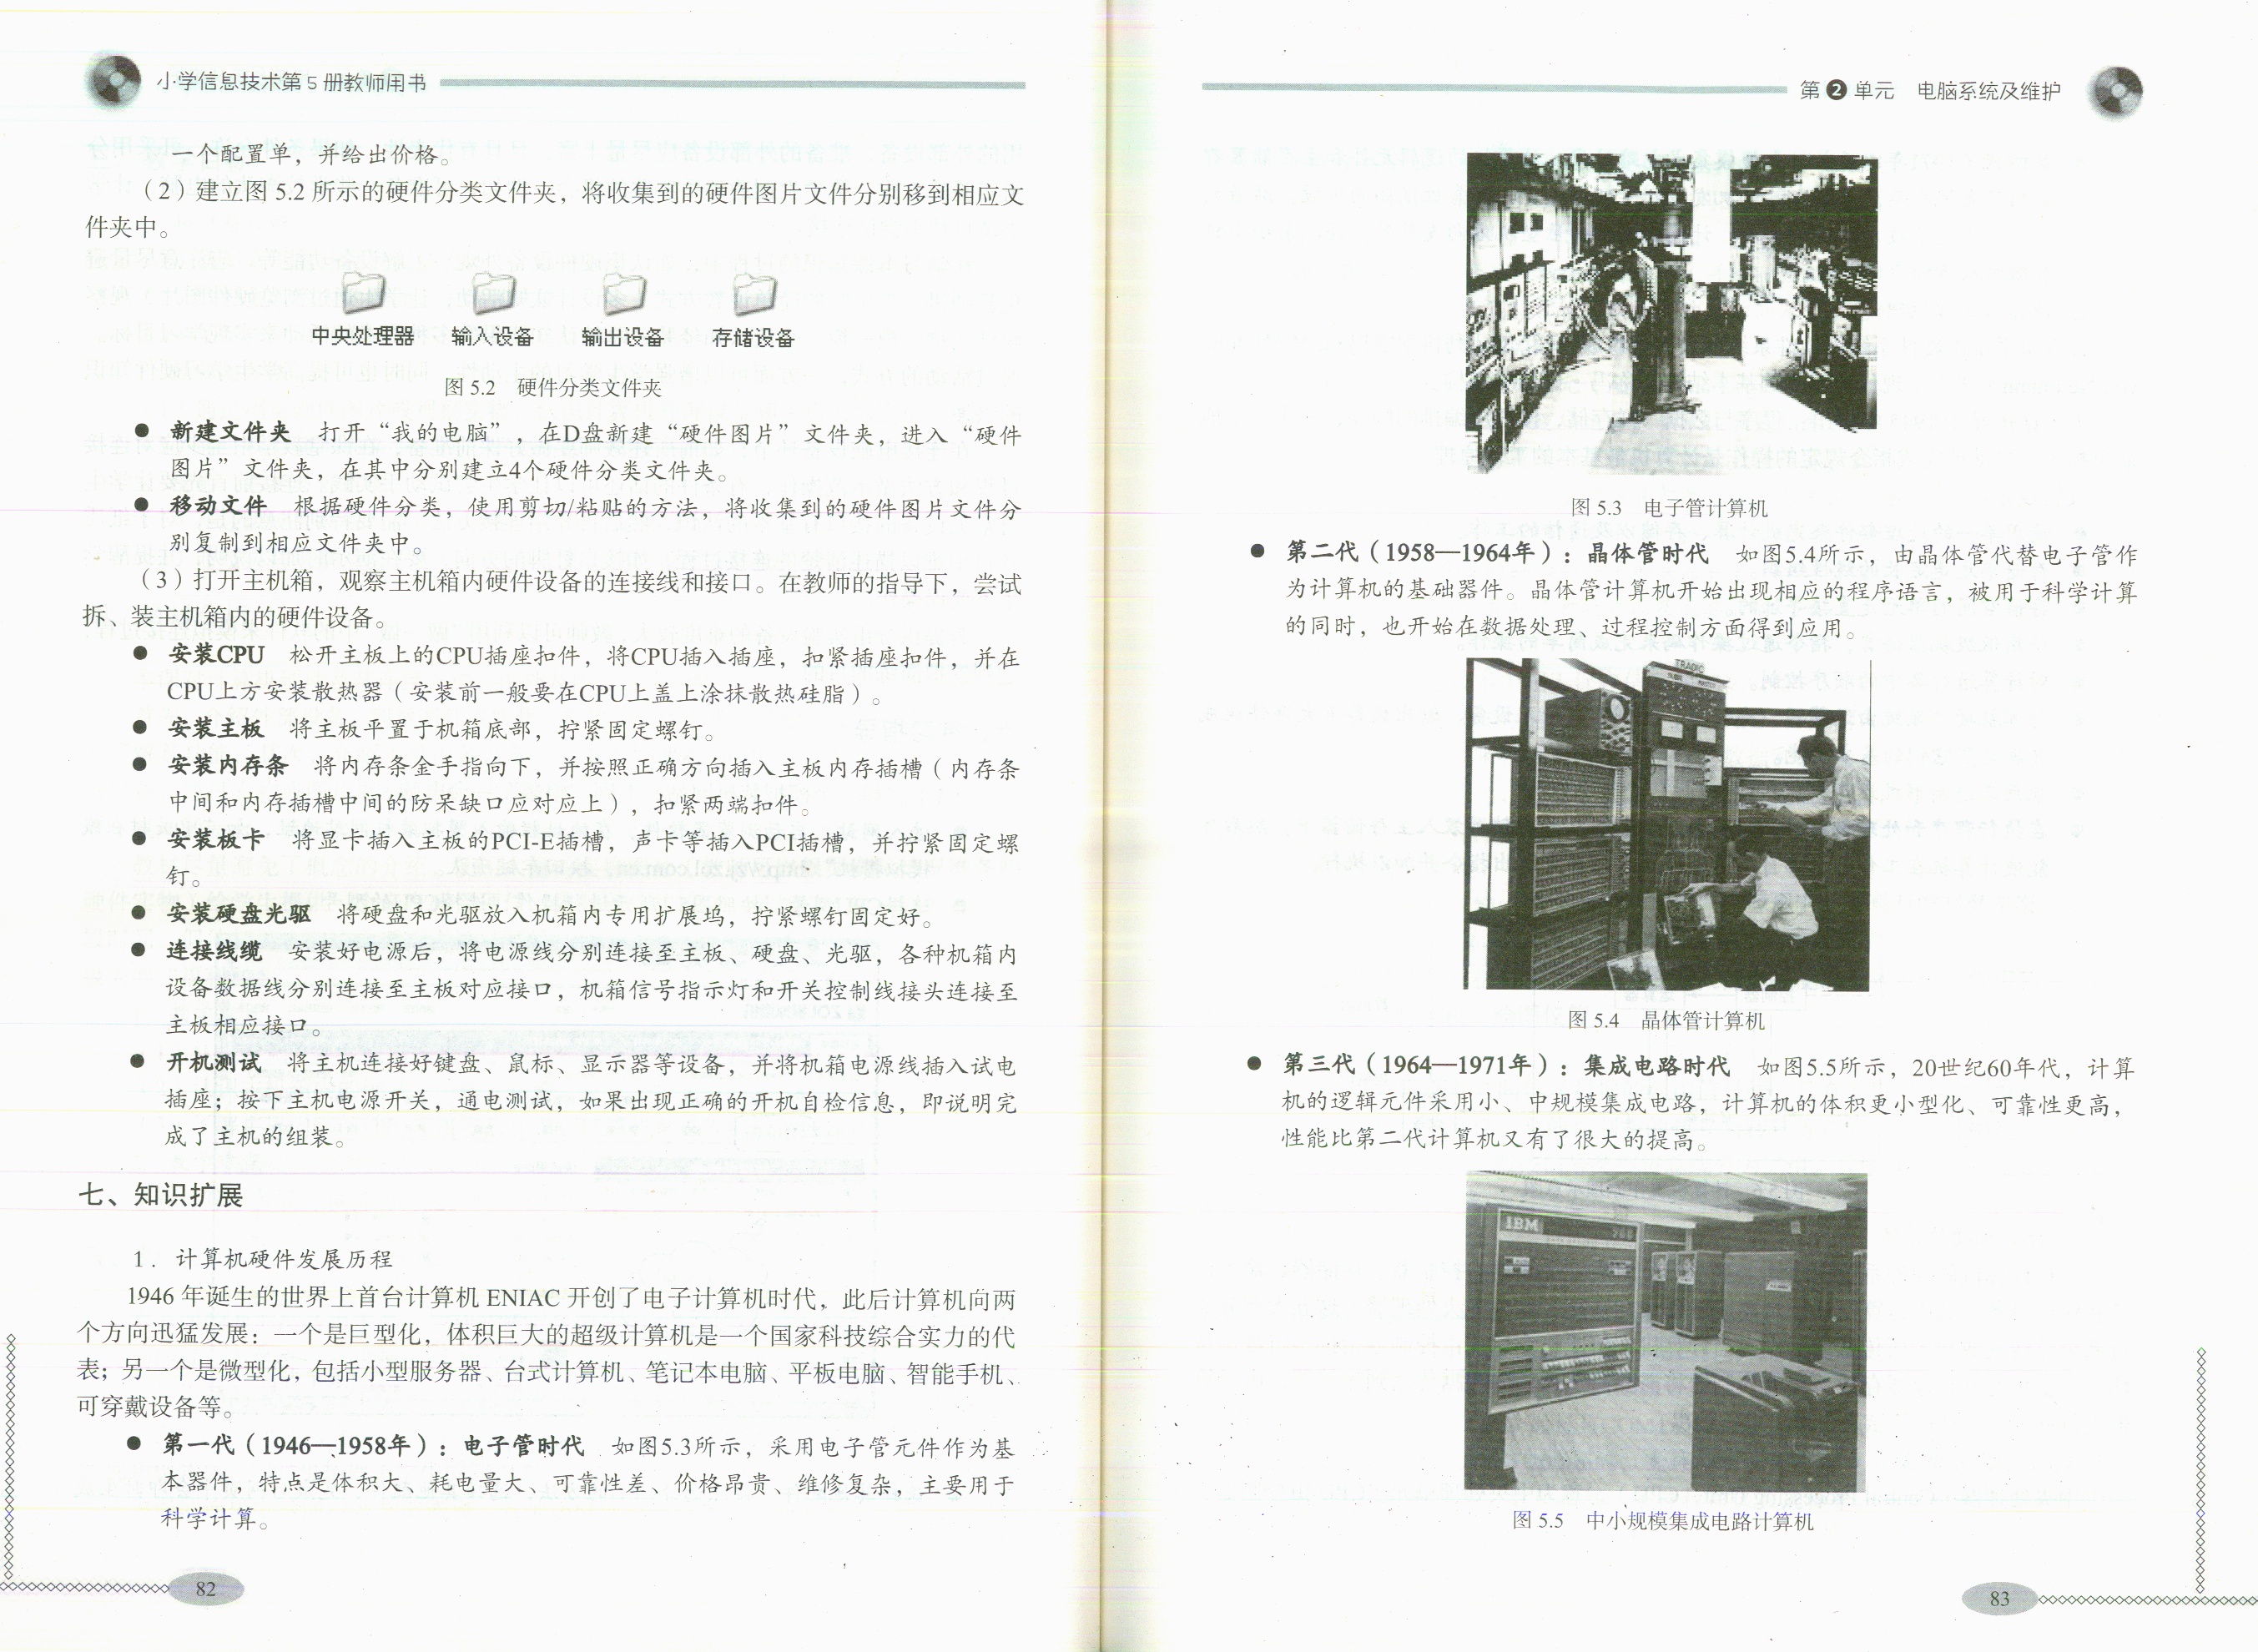 小学信息技术第5册教师用书
一个配置单，并给出价格。
（2）建立图 5.2 所示的硬件分类文件夹，将收集到的硬件图片文件分别移到相应文
件夹中。
中央处理器 输入设备 输出设备 存储设备
图 5.2 硬件分类文件夹
● 新建文件夹 打开“我的电脑”，在D盘新建“硬件图片”文件夹，进入“硬件
图片”文件夹，在其中分别建立4个硬件分类文件夹。
● 移动文件 根据硬件分类，使用剪切/粘贴的方法，将收集到的硬件图片文件分
别复制到相应文件夹中。
（3）打开主机箱，观察主机箱内硬件设备的连接线和接口。在教师的指导下，尝试
拆、装主机箱内的硬件设备。
● 安装CPU 松开主板上的CPU插座扣件，将CPU插入插座，扣紧插座扣件，并在
CPU上方安装散热器（安装前一般要在CPU上盖上涂抹散热硅脂）。
● 安装主板 将主板平置于机箱底部，拧紧固定螺钉。
● 安装内存条 将内存条金手指向下，并按照正确方向插入主板内存插槽（内存条
中间和内存插槽中间的防呆缺口应对应上），扣紧两端扣件。
● 安装板卡 将显卡插入主板的PCI-E插槽，声卡等插入PCI插槽，并拧紧固定螺
钉。
● 安装硬盘光驱 将硬盘和光驱放入机箱内专用扩展坞，拧紧螺钉固定好。
● 连接线缆 安装好电源后，将电源线分别连接至主板、硬盘、光驱，各种机箱内
设备数据线分别连接至主板对应接口，机箱信号指示灯和开关控制线接头连接至
主板相应接口。
● 开机测试 将主机连接好键盘、鼠标、显示器等设备，并将机箱电源线插入试电
插座；按下主机电源开关，通电测试，如果出现正确的开机自检信息，即说明完
成了主机的组装。
七、知识扩展
1．计算机硬件发展历程
1946 年诞生的世界上首台计算机 ENIAC 开创了电子计算机时代，此后计算机向两
个方向迅猛发展：一个是巨型化，体积巨大的超级计算机是一个国家科技综合实力的代
表；另一个是微型化，包括小型服务器、台式计算机、笔记本电脑、平板电脑、智能手机、
可穿戴设备等。
● 第一代（1946—1958年）：电子管时代 如图5.3所示，采用电子管元件作为基
本器件，特点是体积大、耗电量大、可靠性差、价格昂贵、维修复杂，主要用于
科学计算。
82
第2单元 电脑系统及维护
图 5.3 电子管计算机
● 第二代（1958—1964年）：晶体管时代 如图5.4所示，由晶体管代替电子管作
为计算机的基础器件。晶体管计算机开始出现相应的程序语言，被用于科学计算
的同时，也开始在数据处理、过程控制方面得到应用。
TRADIC
图 5.4 晶体管计算机
● 第三代（1964—1971年）：集成电路时代 如图5.5所示，20世纪60年代，计算
机的逻辑元件采用小、中规模集成电路，计算机的体积更小型化、可靠性更高，
性能比第二代计算机又有了很大的提高。
IBM
图 5.5 中小规模集成电路计算机
83